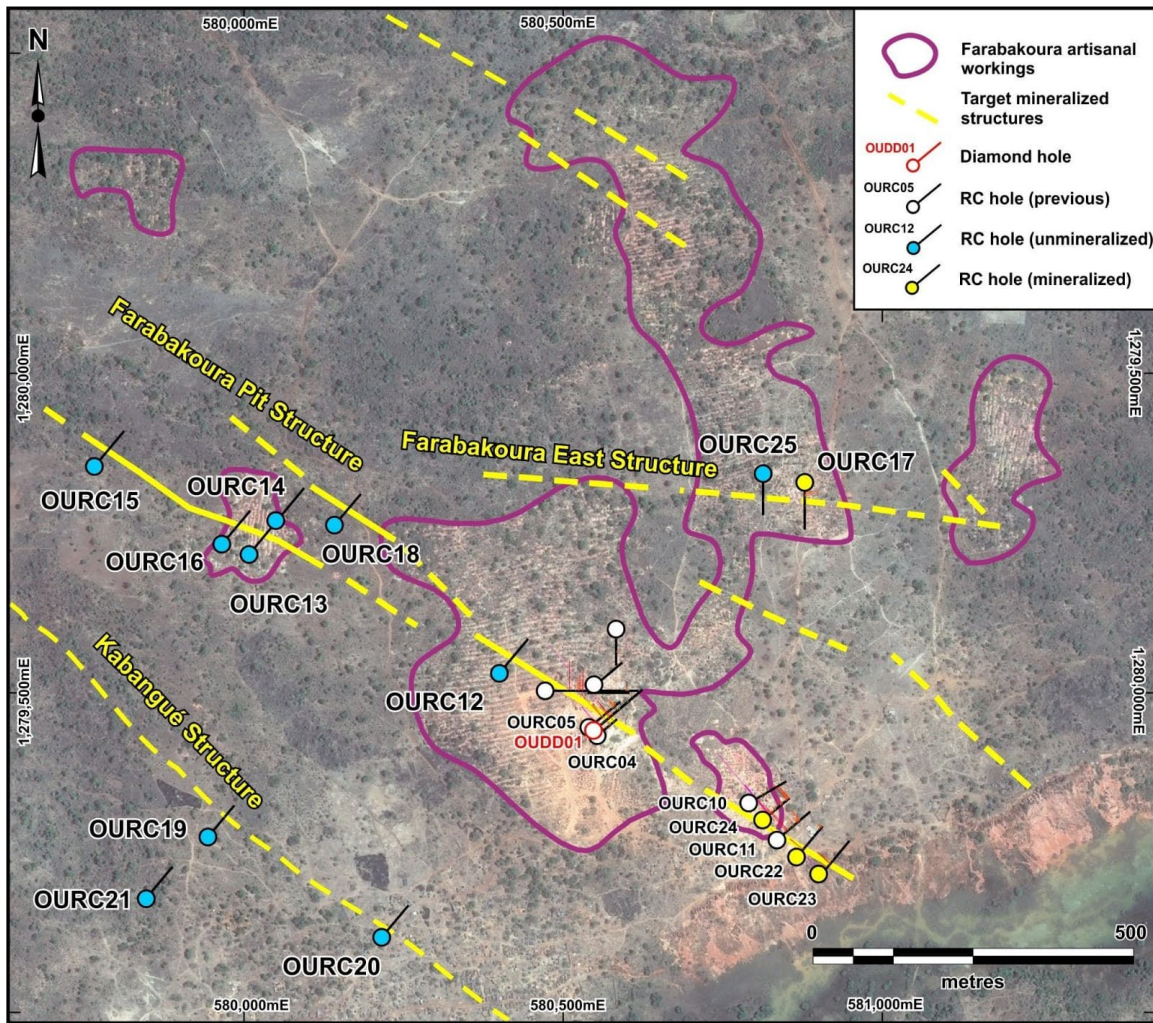 580,000mE
580,500mE
N
Farabakoura artisanal
workings
Target mineralized
structures
OUDD01
Diamond hole
OURC05
RC hole (previous)
OURC12
RC hole (unmineralized)
OURC24
RC hole (mineralized)
1,280,000mE
1,279,500mE
Farabakoura Pit Structure
Farabakoura East Structure
OURC25
OURC17
OURC15
OURC14
OURC16
OURC18
OURC13
Kabangué Structure
1,279,500mE
1,280,000mE
OURC12
OURC05
OUDD01
OURC04
OURC10
OURC24
OURC11
OURC22
OURC23
OURC19
OURC21
OURC20
0
500
metres
580,000mE
580,500mE
581,000mE